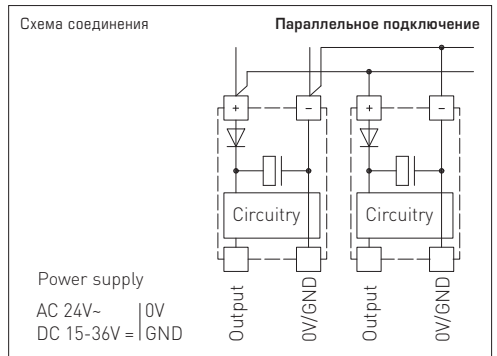 Схема соединения
Параллельное подключение
+ − + −
Circuitry Circuitry
Power supply
AC 24V~ | 0V
DC 15-36V = | GND
Output
0V/GND
Output
0V/GND